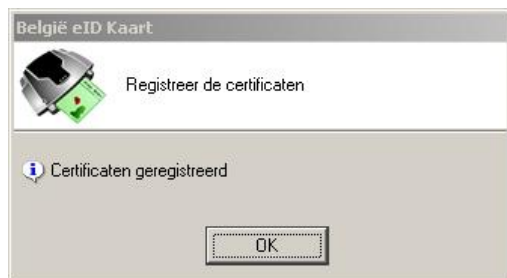 België eID Kaart
Registreer de certificaten
Certificaten geregistreerd
OK